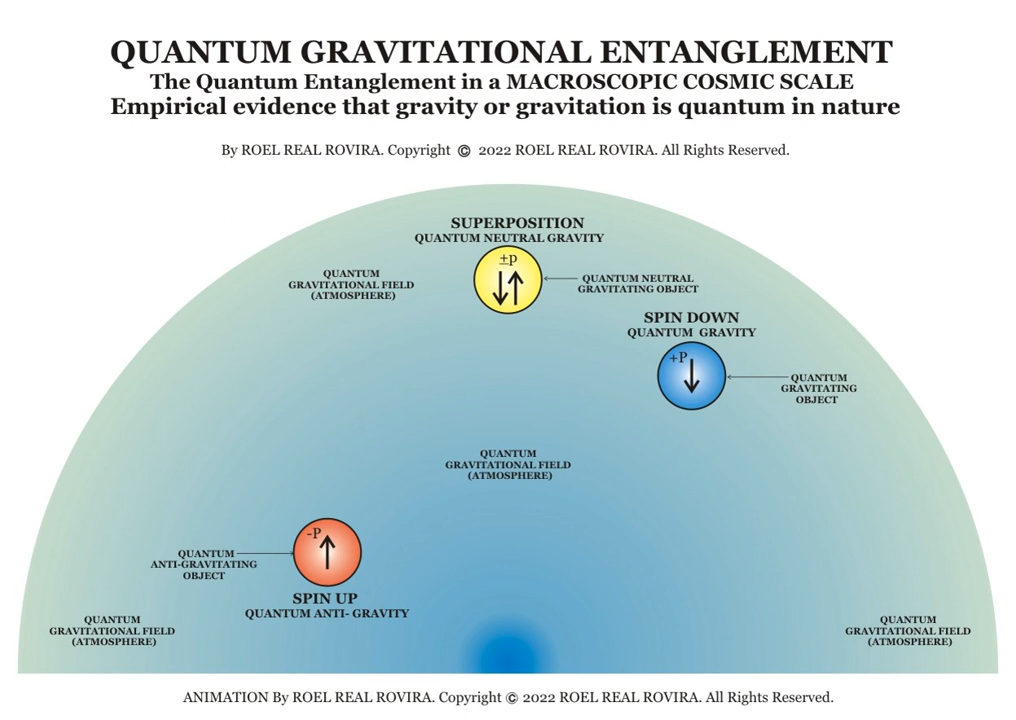 QUANTUM GRAVITATIONAL ENTANGLEMENT
The Quantum Entanglement in a MACROSCOPIC COSMIC SCALE
Empirical evidence that gravity or gravitation is quantum in nature
By ROEL REAL ROVIRA. Copyright © 2022 ROEL REAL ROVIRA. All Rights Reserved.
SUPERPOSITION
QUANTUM NEUTRAL GRAVITY
±p
QUANTUM
GRAVITATIONAL FIELD
(ATMOSPHERE)
QUANTUM NEUTRAL
GRAVITATING OBJECT
SPIN DOWN
QUANTUM GRAVITY
+P
QUANTUM
GRAVITATING
OBJECT
QUANTUM
GRAVITATIONAL FIELD
(ATMOSPHERE)
-P
QUANTUM
ANTI-GRAVITATING
OBJECT
SPIN UP
QUANTUM ANTI- GRAVITY
QUANTUM
GRAVITATIONAL FIELD
(ATMOSPHERE)
QUANTUM
GRAVITATIONAL FIELD
(ATMOSPHERE)
ANIMATION By ROEL REAL ROVIRA. Copyright © 2022 ROEL REAL ROVIRA. All Rights Reserved.